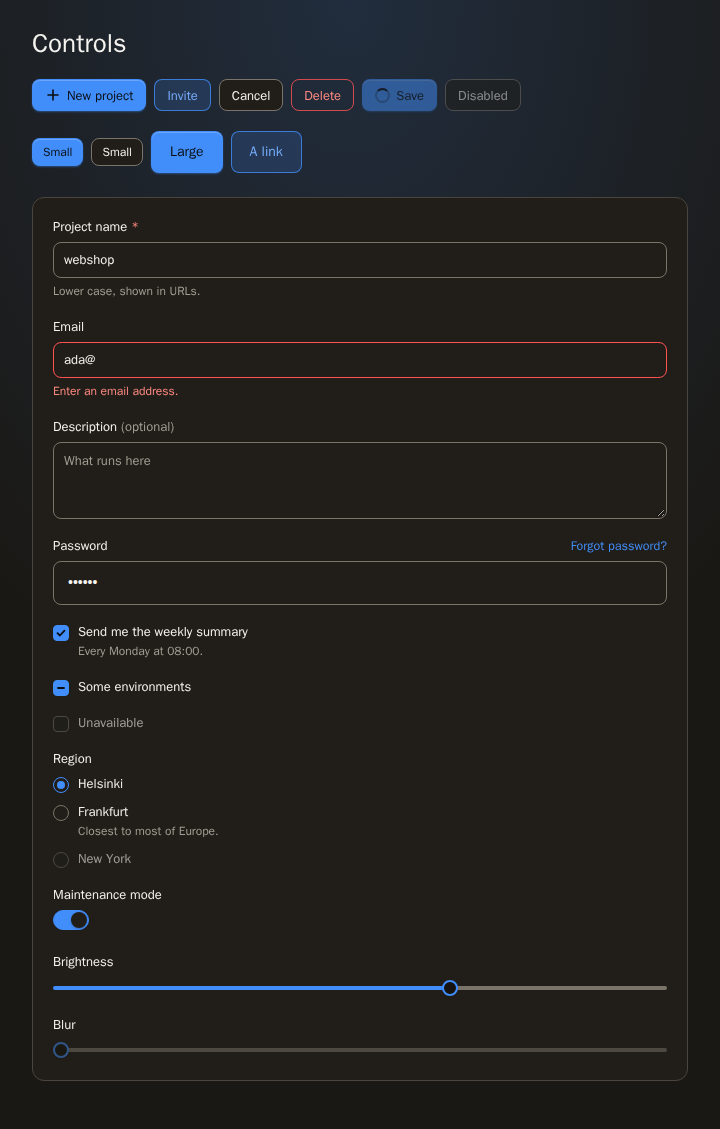 Controls
New project Invite Cancel Delete Save Disabled
Small Small Large A link
Project name *
webshop
Lower case, shown in URLs.
Email
ada@
Enter an email address.
Description (optional)
What runs here
Password Forgot password?
••••••
Send me the weekly summary
Every Monday at 08:00.
Some environments
Unavailable
Region
Helsinki
Frankfurt
Closest to most of Europe.
New York
Maintenance mode
Brightness
Blur